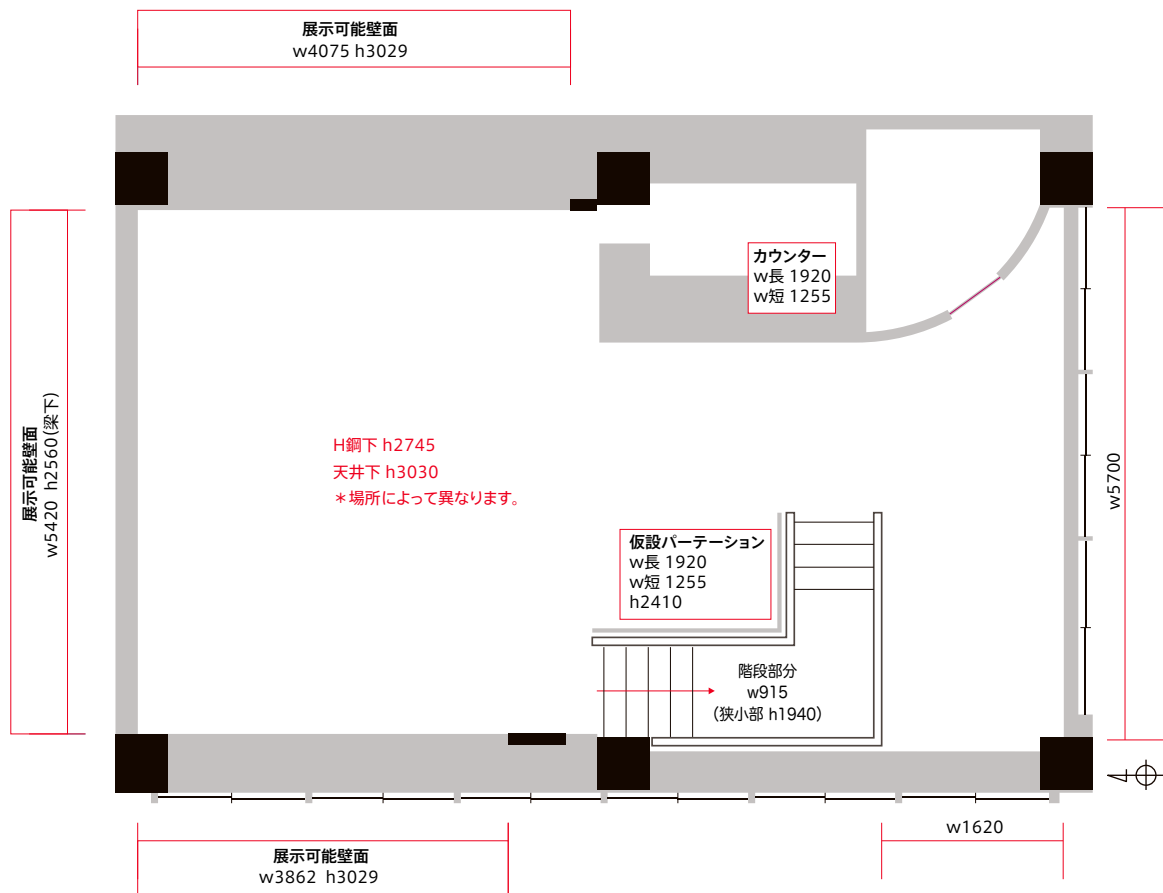 展示可能壁面
w4075 h3029
カウンター
w長 1920
w短 1255
展示可能壁面
w5420 h2560(梁下)
H鋼下 h2745
天井下 h3030
＊場所によって異なります。
w5700
仮設パーテーション
w長 1920
w短 1255
h2410
階段部分
w915
(狭小部 h1940)
w1620
展示可能壁面
w3862 h3029